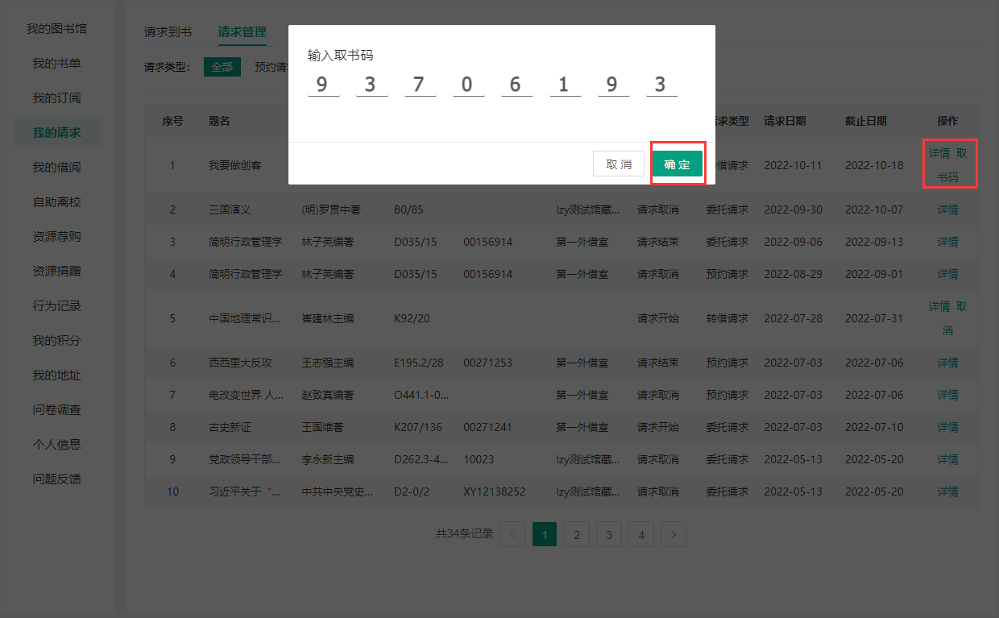 我的图书馆
我的书单
我的订阅
我的请求
我的借阅
自助离校
资源荐购
资源捐赠
行为记录
我的积分
我的地址
问卷调查
个人信息
问题反馈
请求到书 请求管理
请求类型： 全部 预约请
输入取书码
9 3 7 0 6 1 9 3
取 消 确 定
序号 题名 求类型 请求日期 截止日期 操作
1 我要做创客 借请求 2022-10-11 2022-10-18 详情 取书码
2 三国演义 (明)罗贯中著 B0/85 lzy测试馆藏... 请求取消 委托请求 2022-09-30 2022-10-07 详情
3 简明行政管理学 林子英编著 D035/15 00156914 第一外借室 请求结束 委托请求 2022-09-06 2022-09-13 详情
4 简明行政管理学 林子英编著 D035/15 00156914 第一外借室 请求取消 预约请求 2022-08-29 2022-09-01 详情
5 中国地理常识... 崔建林主编 K92/20 请求开始 转借请求 2022-07-28 2022-07-31 详情 取消
6 西西里大反攻 王志强主编 E195.2/28 00271253 第一外借室 请求结束 预约请求 2022-07-03 2022-07-06 详情
7 电改变世界 人... 赵致真编著 O441.1-0... 第一外借室 请求取消 预约请求 2022-07-03 2022-07-06 详情
8 古史新证 王国维著 K207/136 00271241 第一外借室 请求开始 委托请求 2022-07-03 2022-07-10 详情
9 党政领导干部... 李永新主编 D262.3-4... 10023 lzy测试馆藏... 请求取消 委托请求 2022-05-13 2022-05-20 详情
10 习近平关于“... 中共中央党史... D2-0/2 XY12138252 lzy测试馆藏... 请求取消 委托请求 2022-05-13 2022-05-20 详情
共34条记录 < 1 2 3 4 >